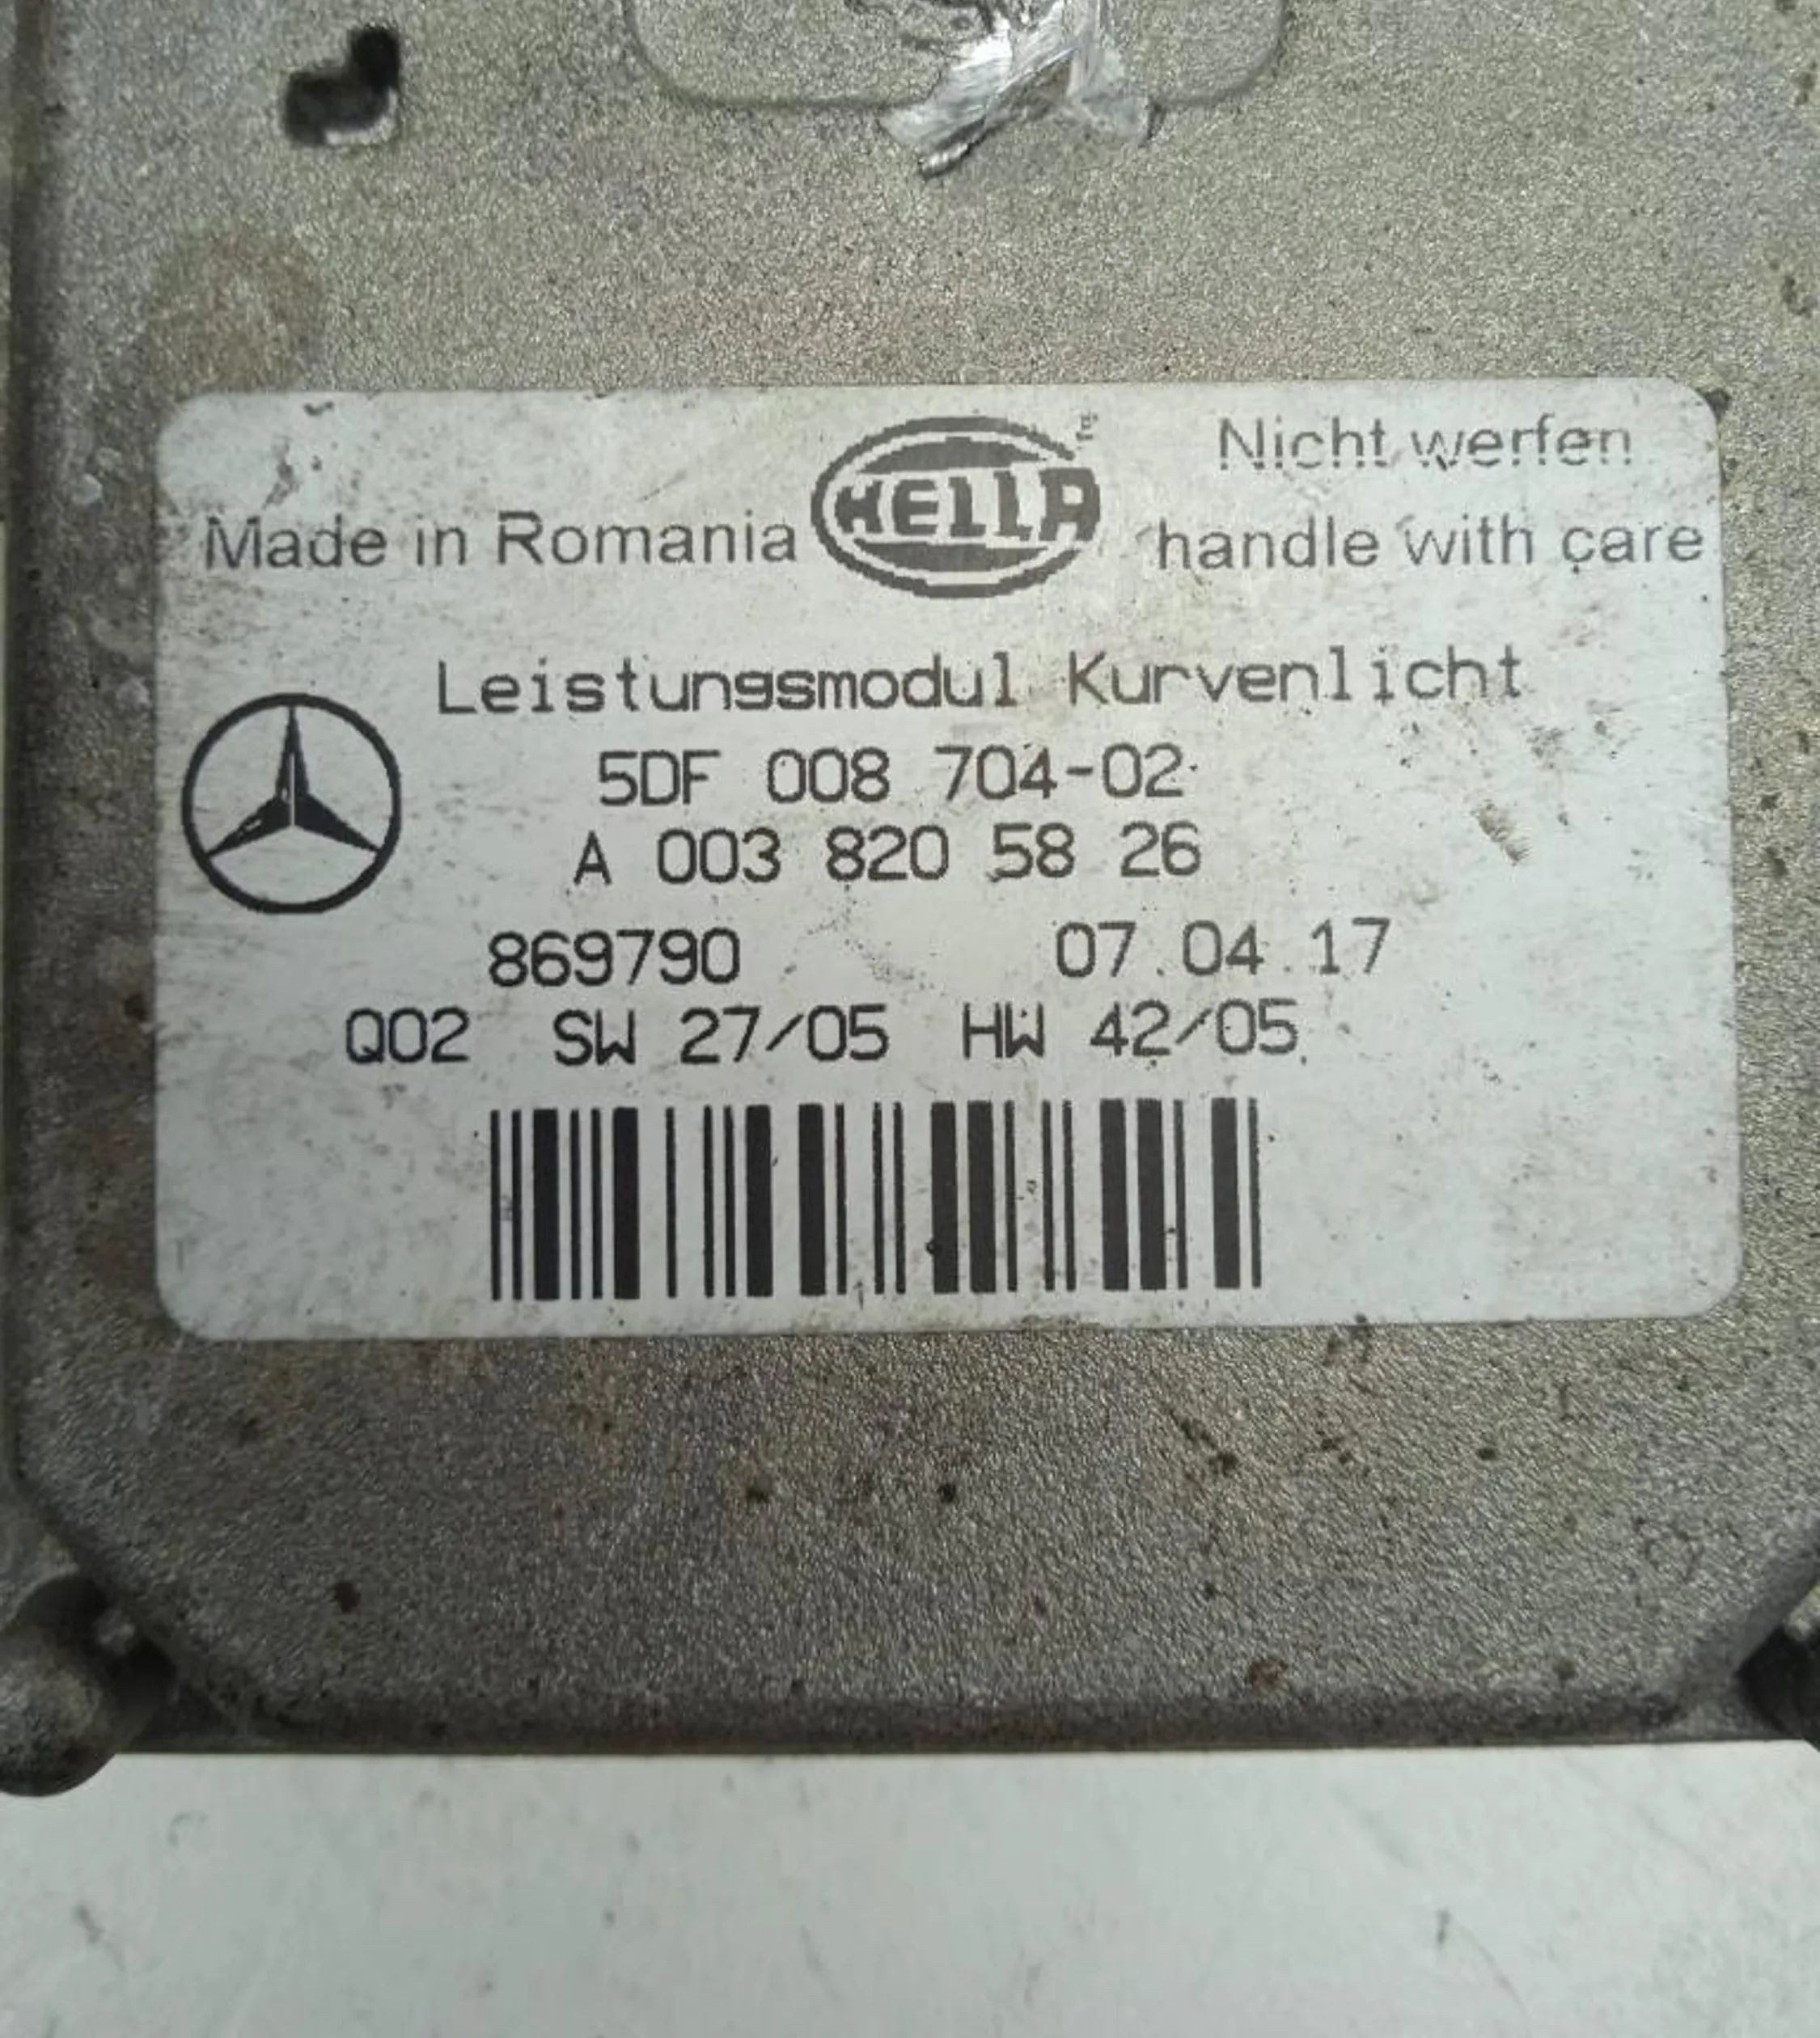 Nicht werfen
Made in Romania HELLA handle with care
Leistungsmodul Kurvenlicht
5DF 008 704-02
A 003 820 58 26
869790 07.04.17
Q02 SW 27/05 HW 42/05